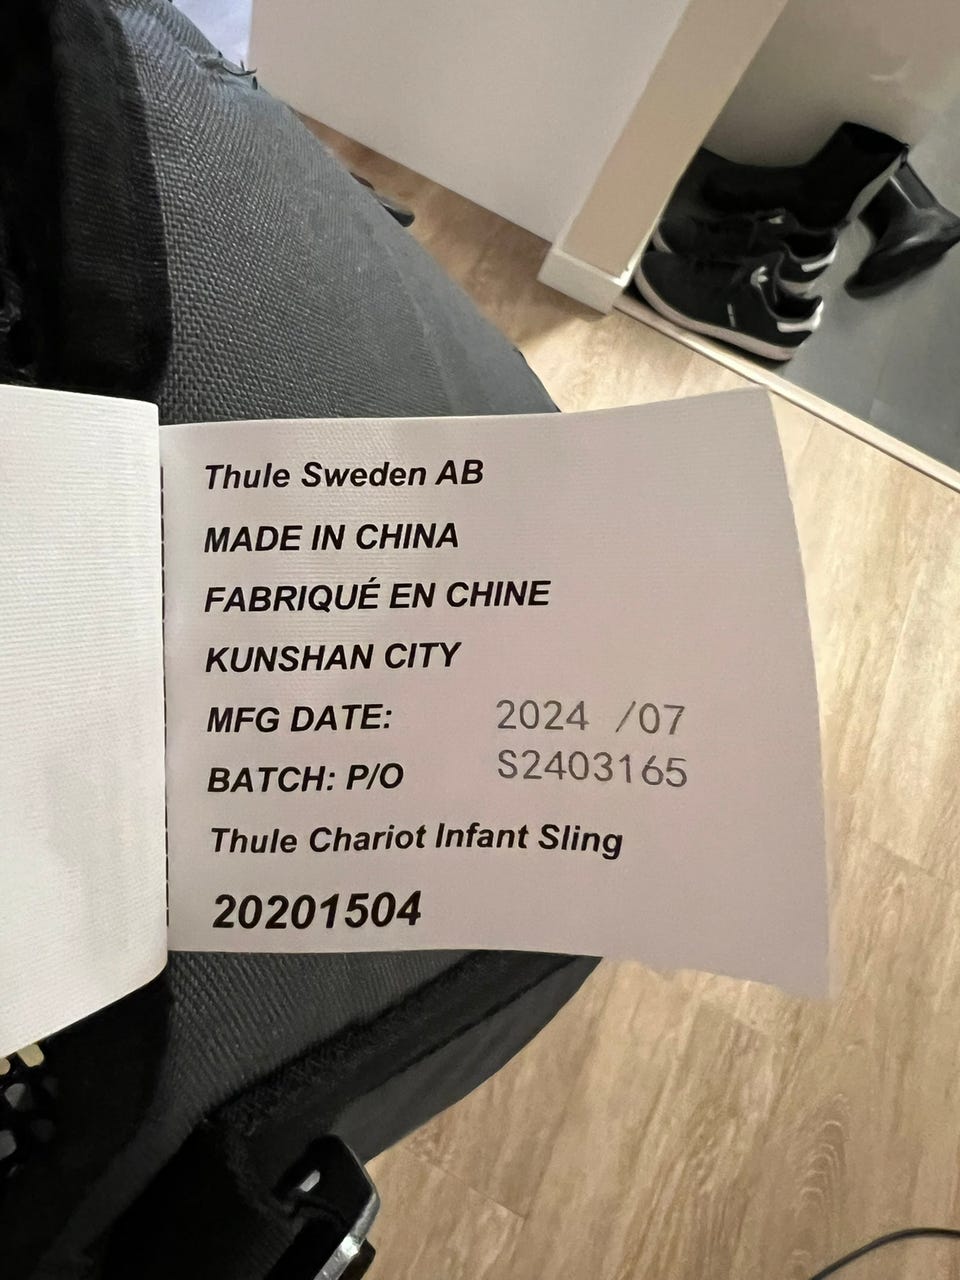 Thule Sweden AB
MADE IN CHINA
FABRIQUÉ EN CHINE
KUNSHAN CITY
MFG DATE: 2024 /07
BATCH: P/O S2403165
Thule Chariot Infant Sling
20201504